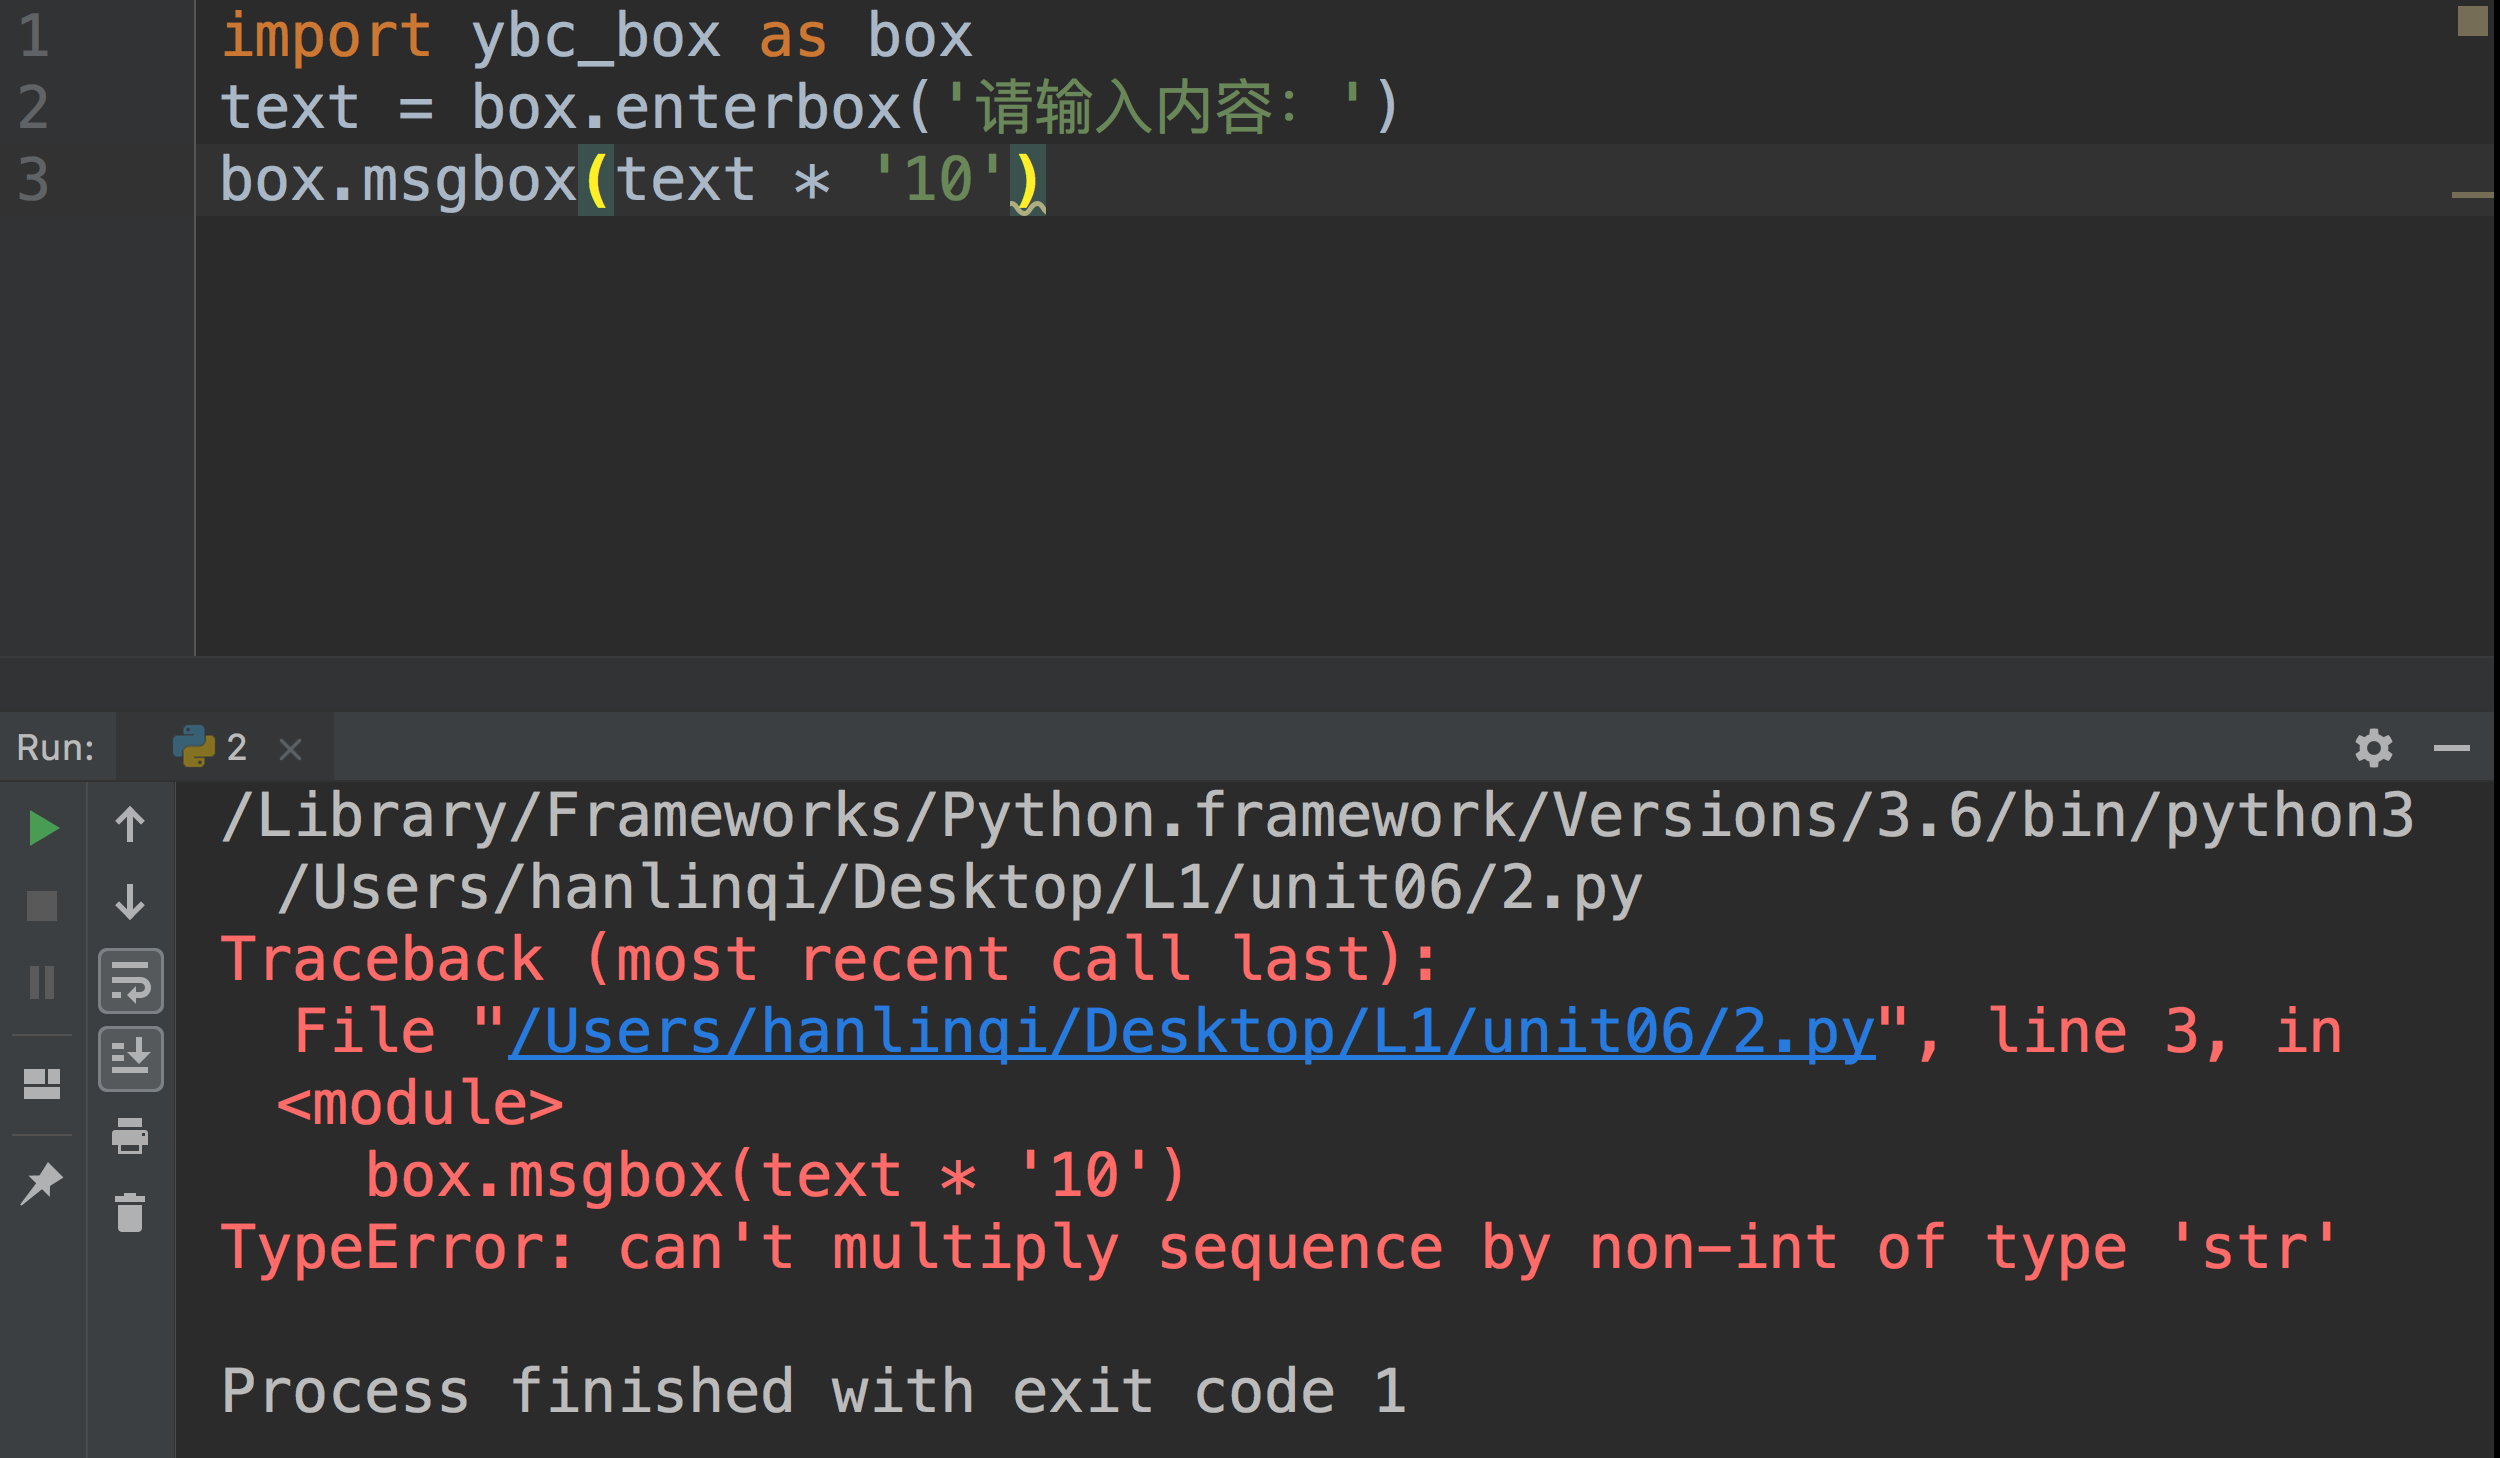 1 import ybc_box as box
2 text = box.enterbox('请输入内容：')
3 box.msgbox(text * '10')
Run: 2
/Library/Frameworks/Python.framework/Versions/3.6/bin/python3
/Users/hanlinqi/Desktop/L1/unit06/2.py
Traceback (most recent call last):
File "/Users/hanlinqi/Desktop/L1/unit06/2.py", line 3, in
<module>
box.msgbox(text * '10')
TypeError: can't multiply sequence by non-int of type 'str'
Process finished with exit code 1